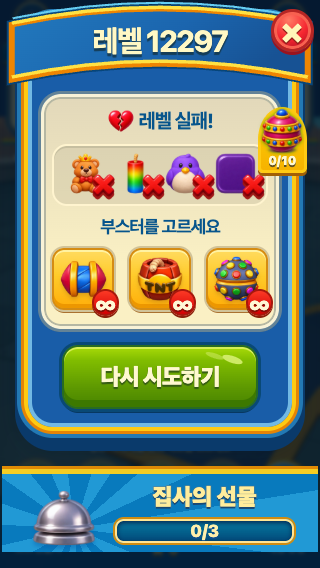 레벨 12297
레벨 실패!
0/10
부스터를 고르세요
TNT
∞ ∞ ∞
다시 시도하기
집사의 선물
0/3